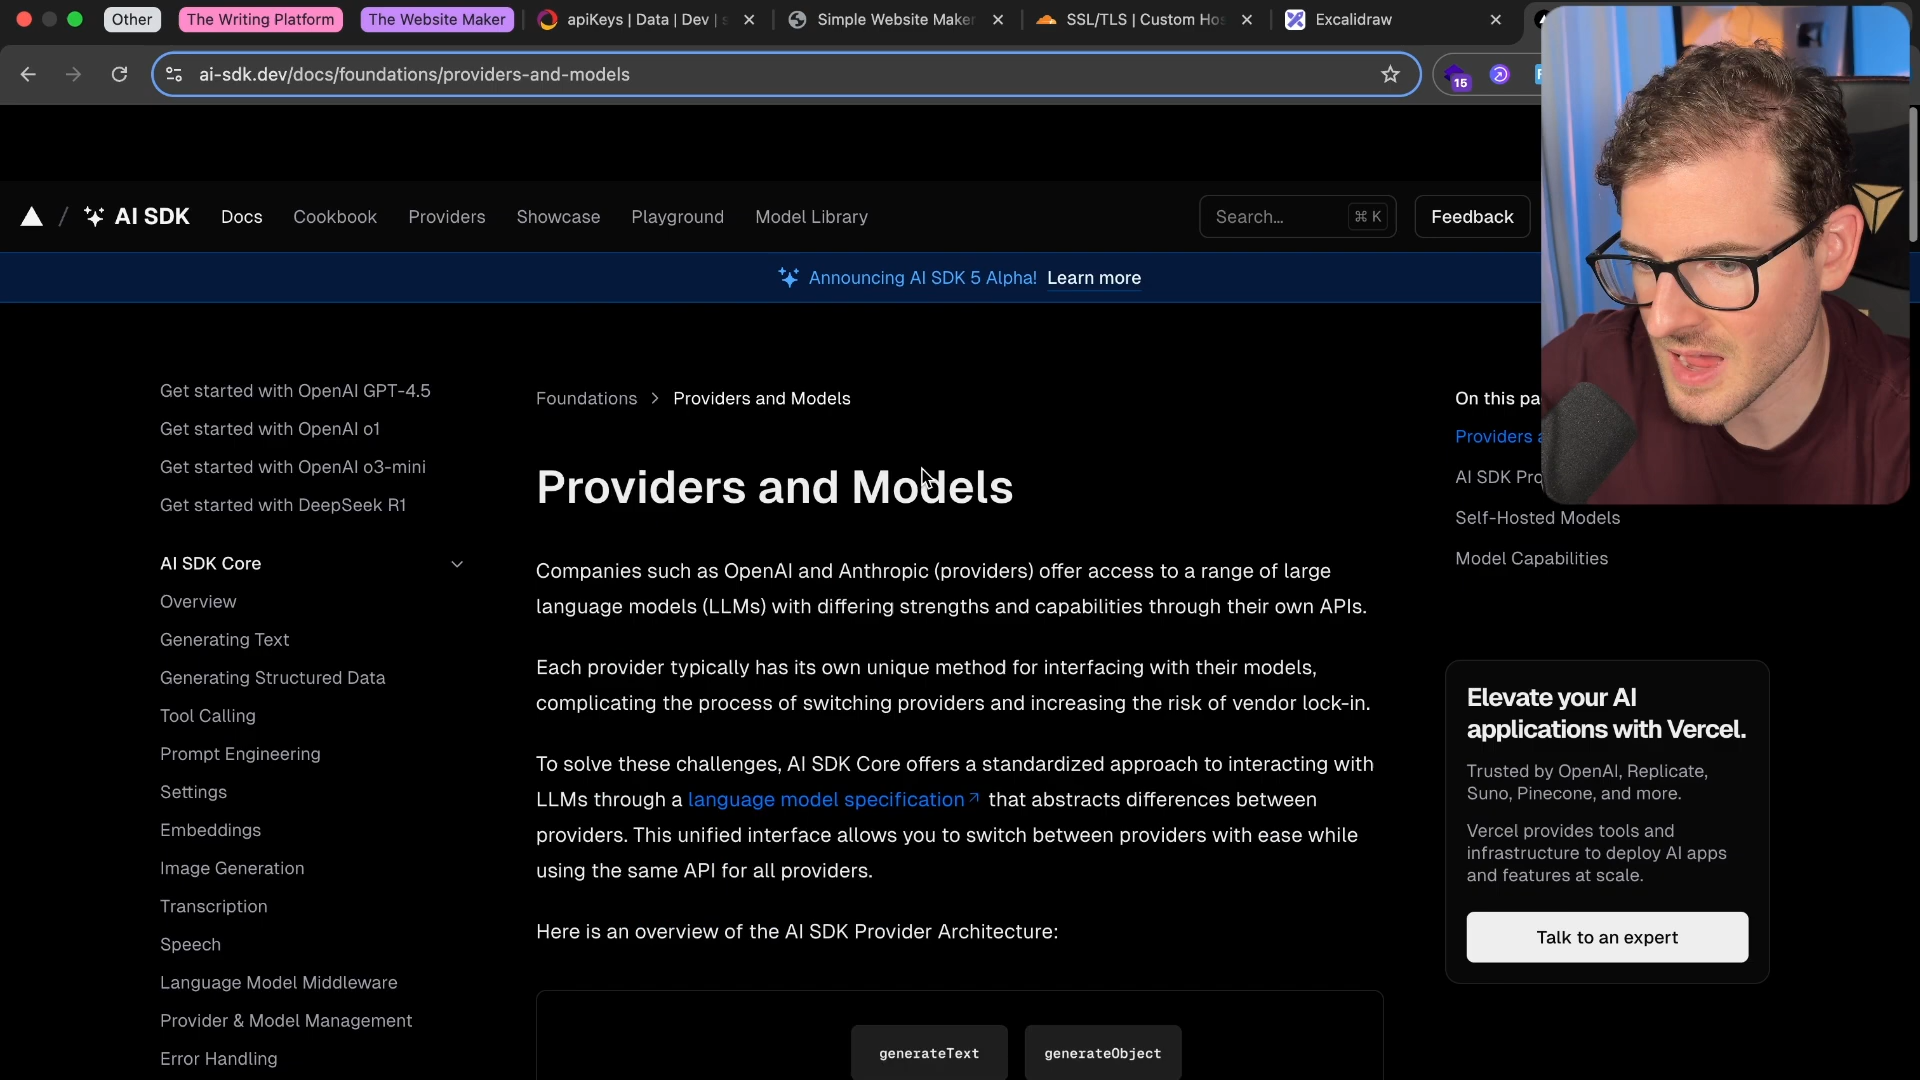 Other
The Writing Platform
The Website Maker
apiKeys | Data | Dev |
Simple Website Maker
SSL/TLS | Custom Hos
Excalidraw
ai-sdk.dev/docs/foundations/providers-and-models
15
AI SDK
Docs
Cookbook
Providers
Showcase
Playground
Model Library
Search...
⌘ K
Feedback
Announcing AI SDK 5 Alpha! Learn more
Get started with OpenAI GPT-4.5
Get started with OpenAI o1
Get started with OpenAI o3-mini
Get started with DeepSeek R1
AI SDK Core
Overview
Generating Text
Generating Structured Data
Tool Calling
Prompt Engineering
Settings
Embeddings
Image Generation
Transcription
Speech
Language Model Middleware
Provider & Model Management
Error Handling
Foundations > Providers and Models
Providers and Models
Companies such as OpenAI and Anthropic (providers) offer access to a range of large
language models (LLMs) with differing strengths and capabilities through their own APIs.
Each provider typically has its own unique method for interfacing with their models,
complicating the process of switching providers and increasing the risk of vendor lock-in.
To solve these challenges, AI SDK Core offers a standardized approach to interacting with
LLMs through a language model specification↗ that abstracts differences between
providers. This unified interface allows you to switch between providers with ease while
using the same API for all providers.
Here is an overview of the AI SDK Provider Architecture:
generateText
generateObject
On this pa
Providers
AI SDK Pro
Self-Hosted Models
Model Capabilities
Elevate your AI
applications with Vercel.
Trusted by OpenAI, Replicate,
Suno, Pinecone, and more.
Vercel provides tools and
infrastructure to deploy AI apps
and features at scale.
Talk to an expert